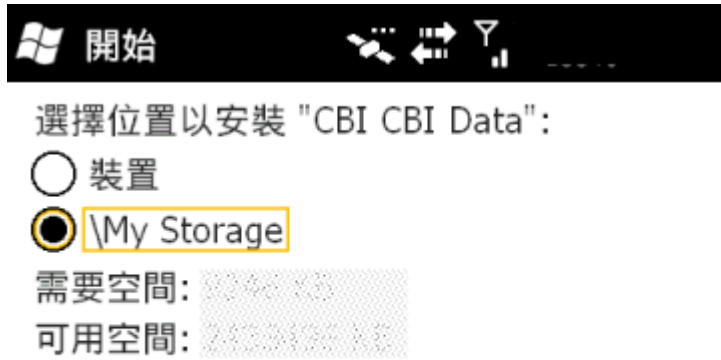 開始
選擇位置以安裝 "CBI CBI Data":
裝置
\My Storage
需要空間:
可用空間: